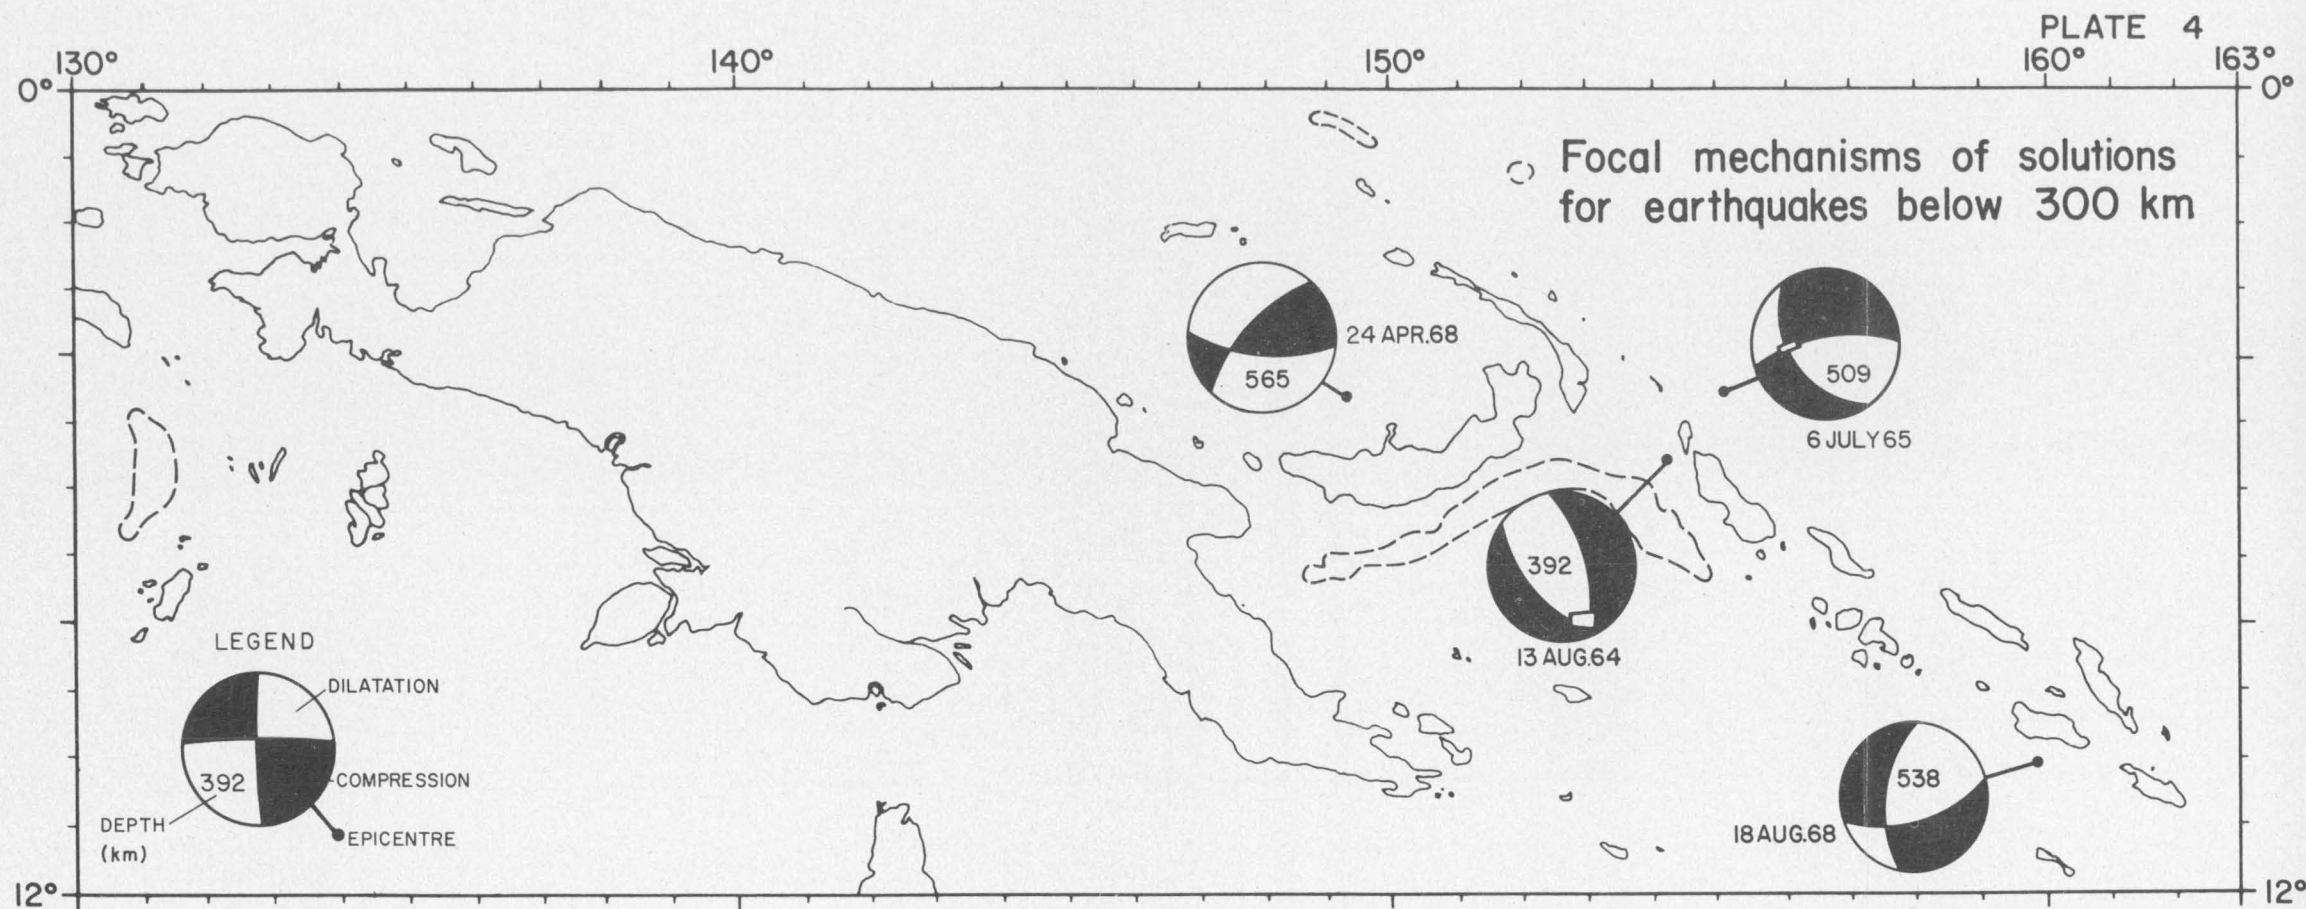 PLATE 4
130°
140°
150°
160°
163°
0°
0°
Focal mechanisms of solutions
for earthquakes below 300 km
24 APR.68
565
509
6 JULY 65
392
13 AUG.64
538
18 AUG.68
LEGEND
DILATATION
392
COMPRESSION
DEPTH
(km)
EPICENTRE
12°
12°